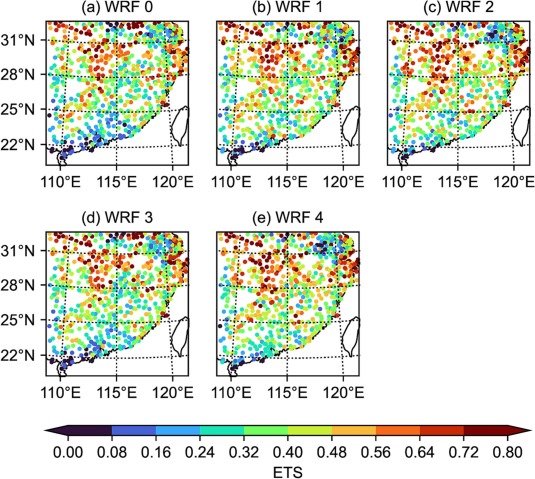 (a) WRF 0
(b) WRF 1
(c) WRF 2
31°N
28°N
25°N
22°N
110°E 115°E 120°E
110°E 115°E 120°E
110°E 115°E 120°E
(d) WRF 3
(e) WRF 4
31°N
28°N
25°N
22°N
110°E 115°E 120°E
110°E 115°E 120°E
0.00 0.08 0.16 0.24 0.32 0.40 0.48 0.56 0.64 0.72 0.80
ETS